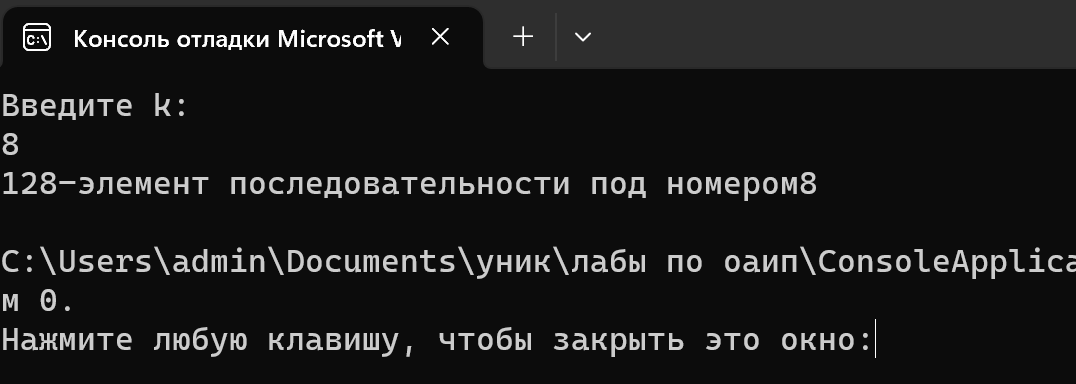 Консоль отладки Microsoft V
Введите k:
8
128-элемент последовательности под номером8
C:\Users\admin\Documents\уник\лабы по оаип\ConsoleApplica
м 0.
Нажмите любую клавишу, чтобы закрыть это окно: